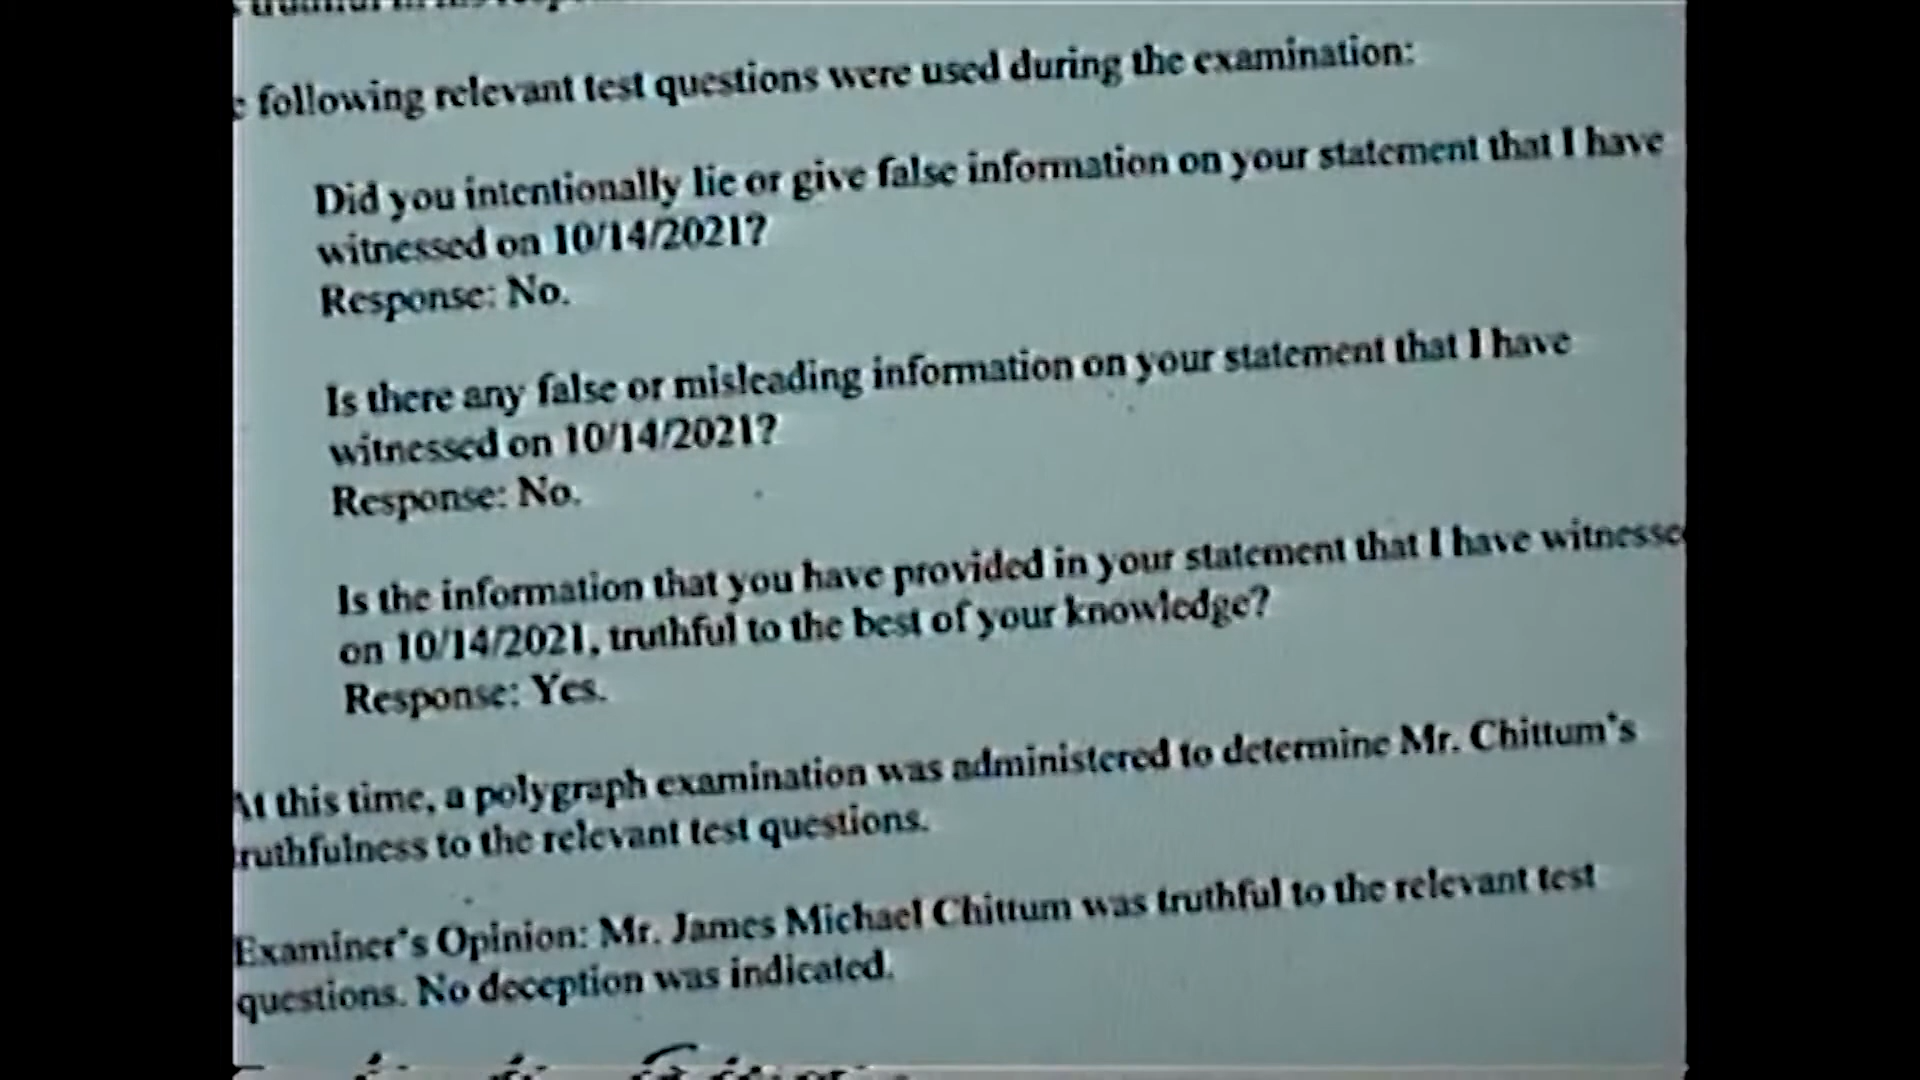 following relevant test questions were used during the examination:
Did you intentionally lie or give false information on your statement that I have
witnessed on 10/14/2021?
Response: No.
Is there any false or misleading information on your statement that I have
witnessed on 10/14/2021?
Response: No.
Is the information that you have provided in your statement that I have witnesse
on 10/14/2021, truthful to the best of your knowledge?
Response: Yes.
At this time, a polygraph examination was administered to determine Mr. Chittum's
ruthfulness to the relevant test questions.
Examiner's Opinion: Mr. James Michael Chittum was truthful to the relevant test
questions. No deception was indicated.